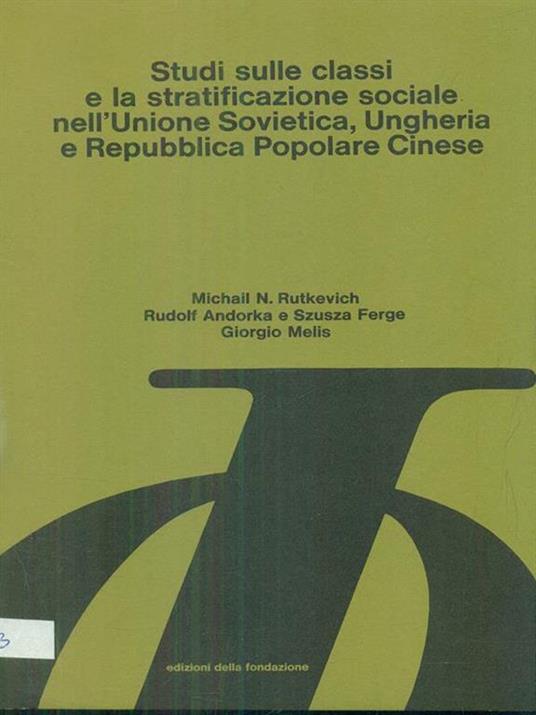 Studi sulle classi
e la stratificazione sociale
nell'Unione Sovietica, Ungheria
e Repubblica Popolare Cinese
Michail N. Rutkevich
Rudolf Andorka e Szusza Ferge
Giorgio Melis
edizioni della fondazione